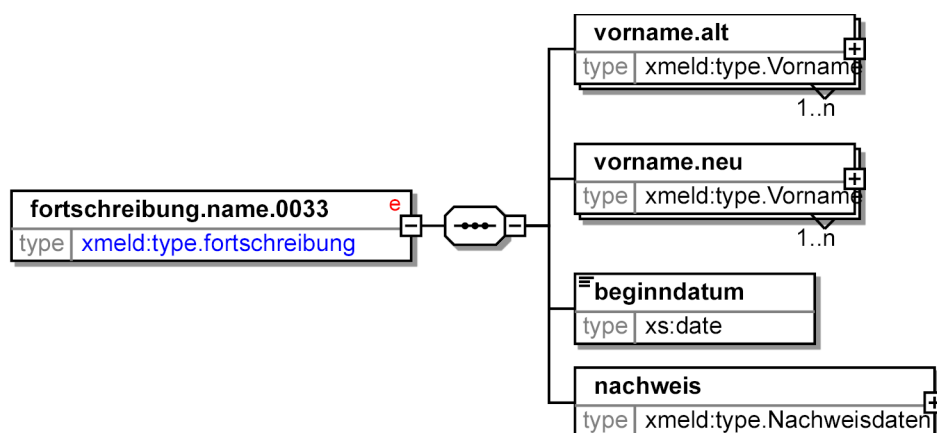 vorname.alt
type xmeld:type.Vorname
1..n
vorname.neu
type xmeld:type.Vorname
1..n
fortschreibung.name.0033 e
type xmeld:type.fortschreibung
beginndatum
type xs:date
nachweis
type xmeld:type.Nachweisdaten